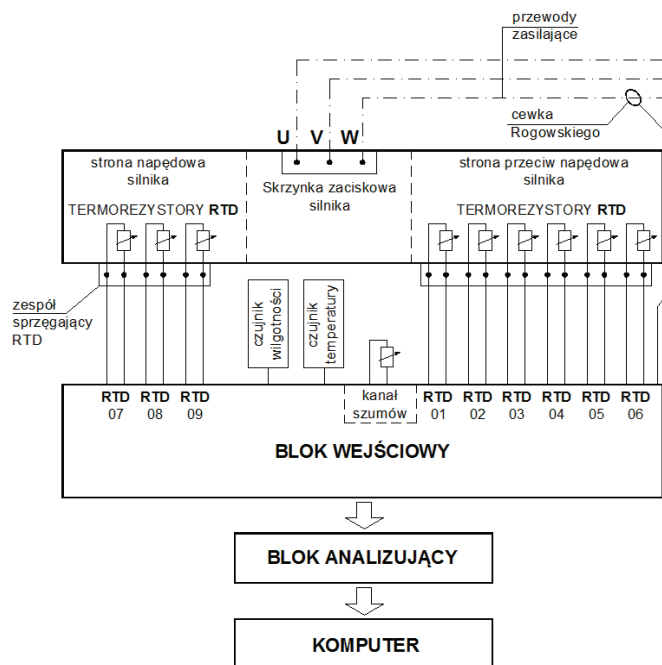 przewody
zasilające
cewka
Rogowskiego
U V W
strona napędowa
silnika
Skrzynka zaciskowa
silnika
strona przeciw napędowa
silnika
TERMOREZYSTORY RTD
TERMOREZYSTORY RTD
zespół
sprzęgający
RTD
czujnik
wilgotności
czujnik
temperatury
kanał
szumów
RTD RTD RTD
07 08 09
RTD RTD RTD RTD RTD RTD
01 02 03 04 05 06
BLOK WEJŚCIOWY
BLOK ANALIZUJĄCY
KOMPUTER